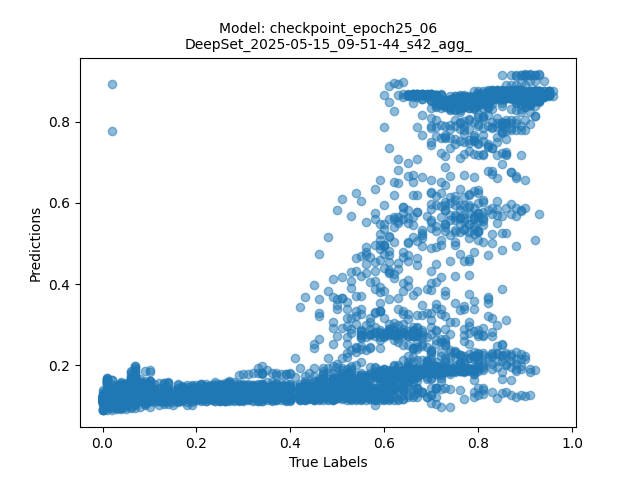 Model: checkpoint_epoch25_06
DeepSet_2025-05-15_09-51-44_s42_agg_
Predictions
0.8
0.6
0.4
0.2
0.0
0.2
0.4
0.6
0.8
1.0
True Labels